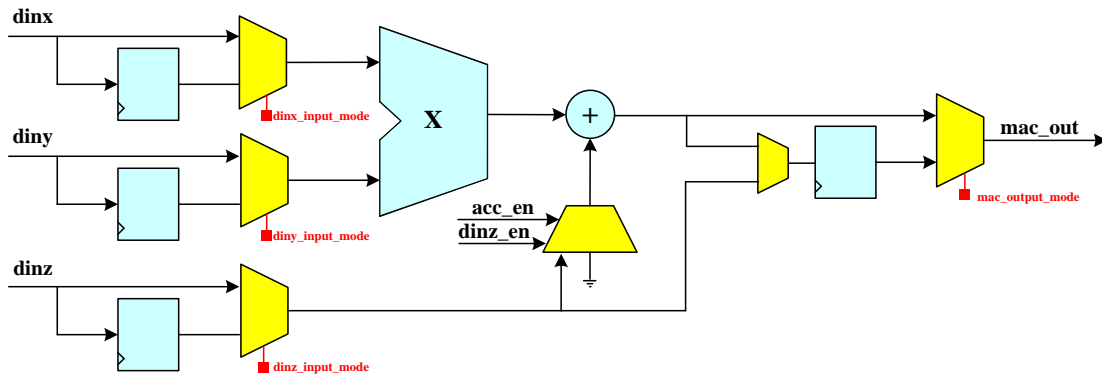 dinx
dinx_input_mode
X
+
diny
mac_out
mac_output_mode
acc_en
dinz_en
diny_input_mode
dinz
dinz_input_mode